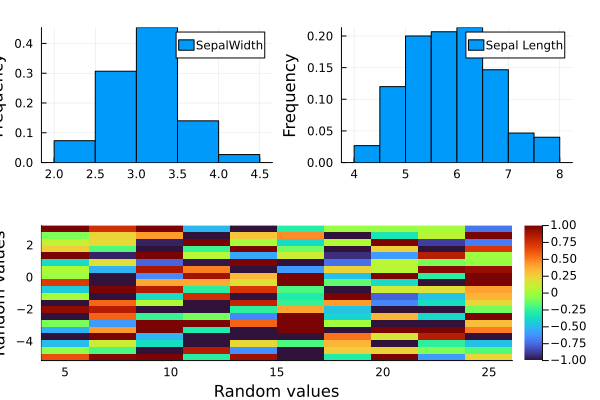 Frequency
0.4
0.3
0.2
0.1
0.0
2.0 2.5 3.0 3.5 4.0 4.5
SepalWidth
Frequency
0.20
0.15
0.10
0.05
0.00
4 5 6 7 8
Sepal Length
Random values
2
0
−2
−4
5 10 15 20 25
Random values
1.00
0.75
0.50
0.25
0
−0.25
−0.50
−0.75
−1.00